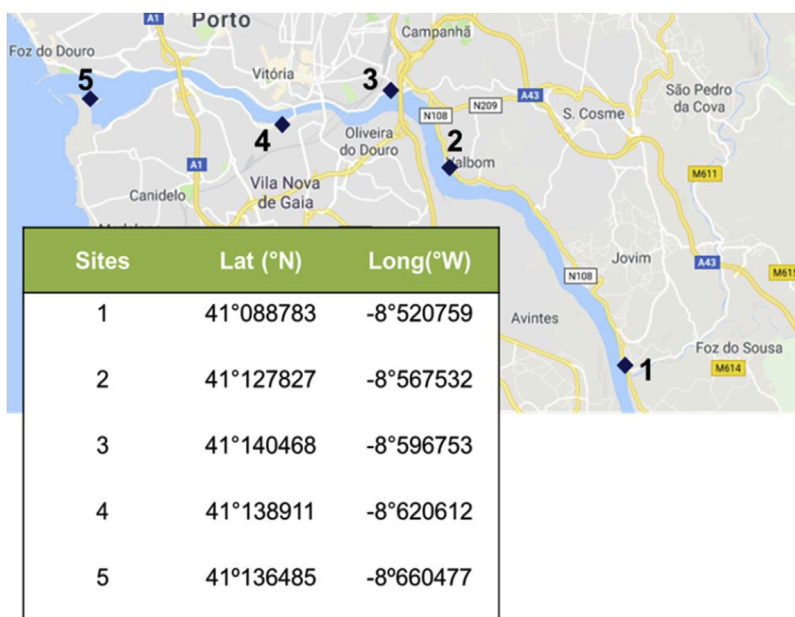 A1
Porto
Campanhã
Foz do Douro
5
Vitória
3
A43
São Pedro
da Cova
N109
N108
S. Cosme
4
Oliveira
do Douro
2
Valbom
A1
M611
Canidelo
Vila Nova
de Gaia
Jovim
A43
N108
Avintes
Foz do Sousa
1
M614
Sites Lat (°N) Long(°W)
1 41°088783 -8°520759
2 41°127827 -8°567532
3 41°140468 -8°596753
4 41°138911 -8°620612
5 41º136485 -8º660477